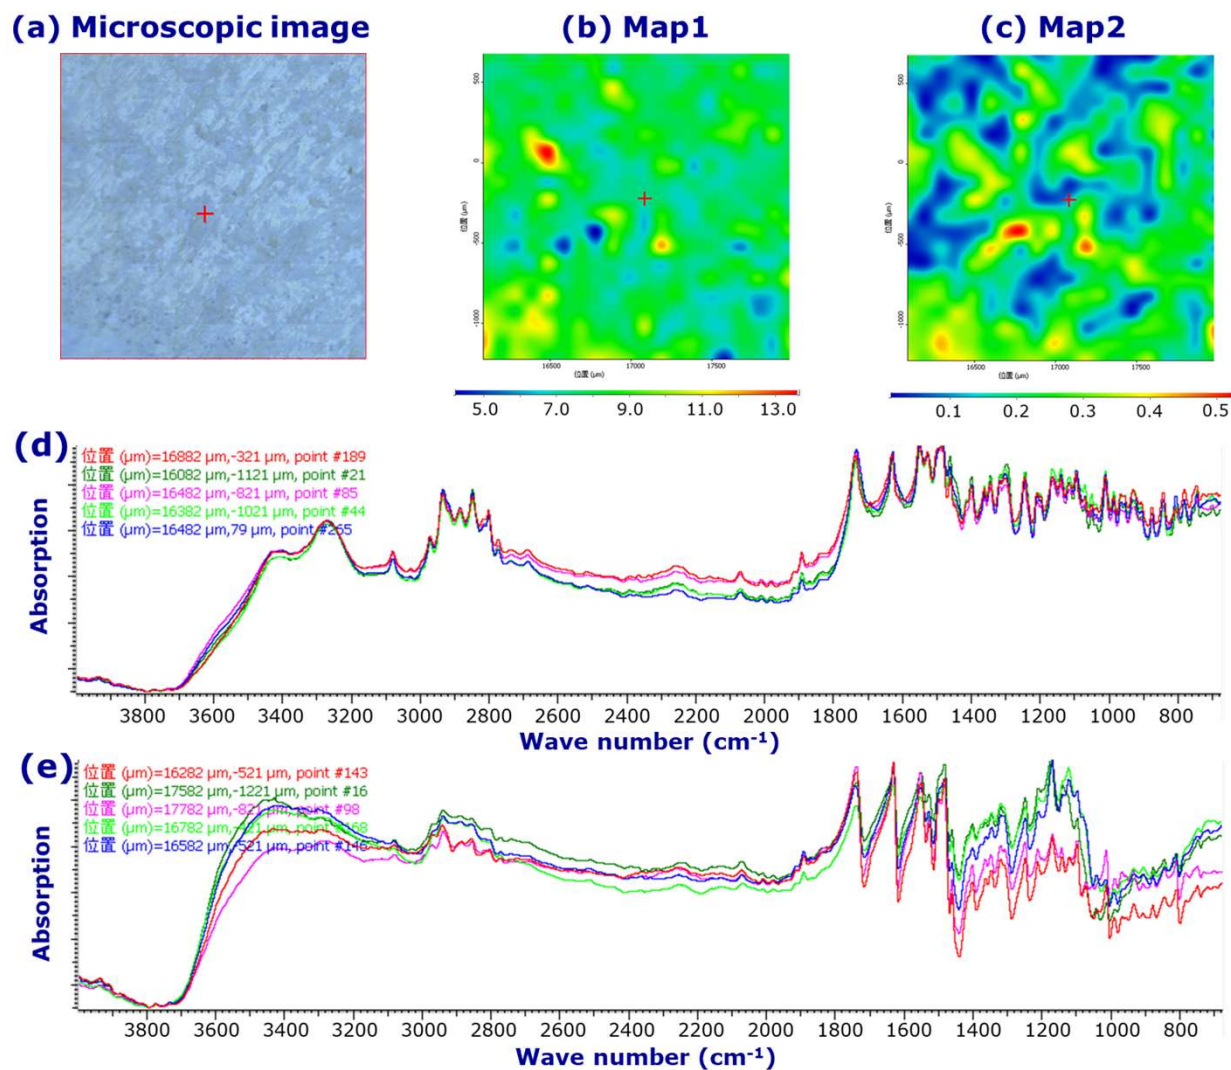 (a) Microscopic image
(b) Map1
(c) Map2
500
0
-500
-1000
位置 (μm)
16500
17000
17500
位置 (μm)
5.0
7.0
9.0
11.0
13.0
500
0
-500
-1000
位置 (μm)
16500
17000
17500
位置 (μm)
0.1
0.2
0.3
0.4
0.5
(d)
位置 (μm)=16882 μm,-321 μm, point #189
位置 (μm)=16082 μm,-1121 μm, point #21
位置 (μm)=16482 μm,-821 μm, point #85
位置 (μm)=16382 μm,-1021 μm, point #44
位置 (μm)=16482 μm,79 μm, point #265
Absorption
3800 3600 3400 3200 3000 2800 2600 2400 2200 2000 1800 1600 1400 1200 1000 800
Wave number (cm⁻¹)
(e)
位置 (μm)=16282 μm,-521 μm, point #143
位置 (μm)=17582 μm,-1221 μm, point #16
位置 (μm)=17782 μm,-821 μm, point #98
位置 (μm)=16782 μm, μm, point
位置 (μm)=16582 μm,-521 μm, point
Absorption
3800 3600 3400 3200 3000 2800 2600 2400 2200 2000 1800 1600 1400 1200 1000 800
Wave number (cm⁻¹)